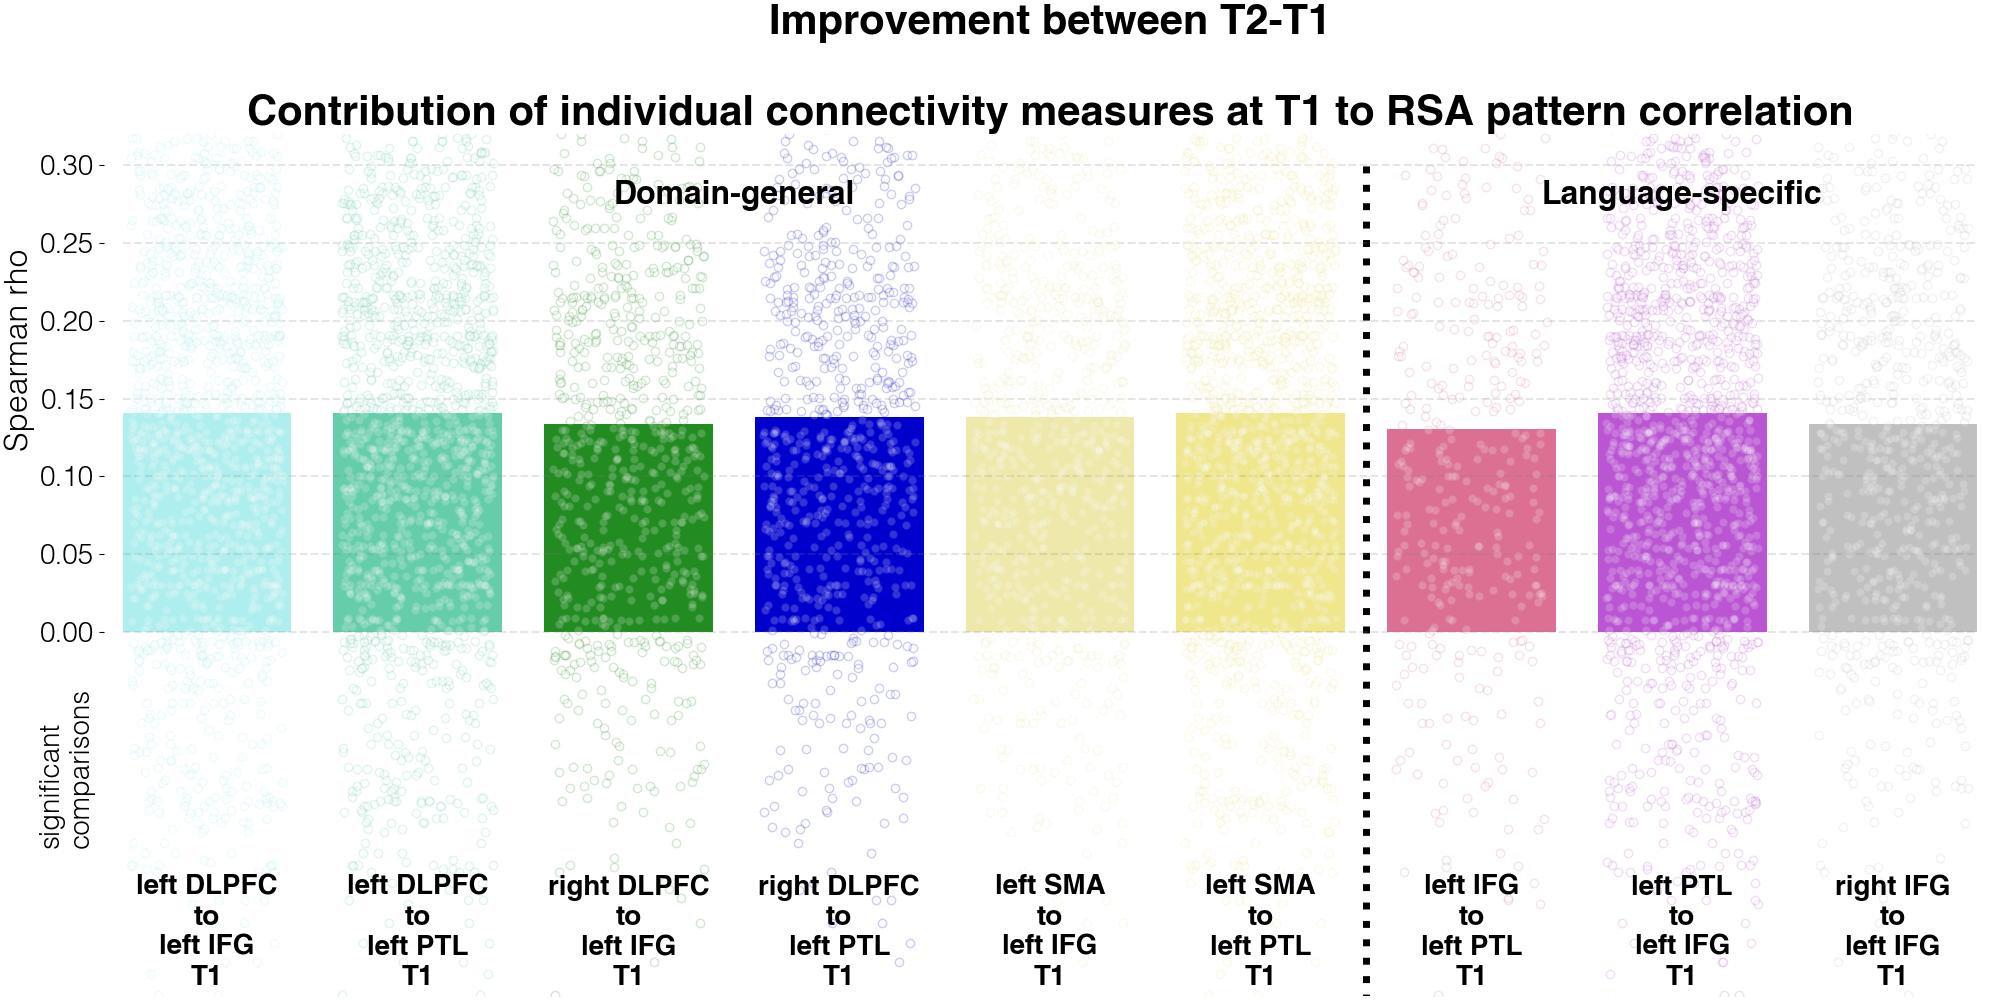 Improvement between T2-T1
Contribution of individual connectivity measures at T1 to RSA pattern correlation
Spearman rho
0.30
0.25
0.20
0.15
0.10
0.05
0.00
significant
comparisons
Domain-general
Language-specific
left DLPFC
to
left IFG
T1
left DLPFC
to
left PTL
T1
right DLPFC
to
left IFG
T1
right DLPFC
to
left PTL
T1
left SMA
to
left IFG
T1
left SMA
to
left PTL
T1
left IFG
to
left PTL
T1
left PTL
to
left IFG
T1
right IFG
to
left IFG
T1